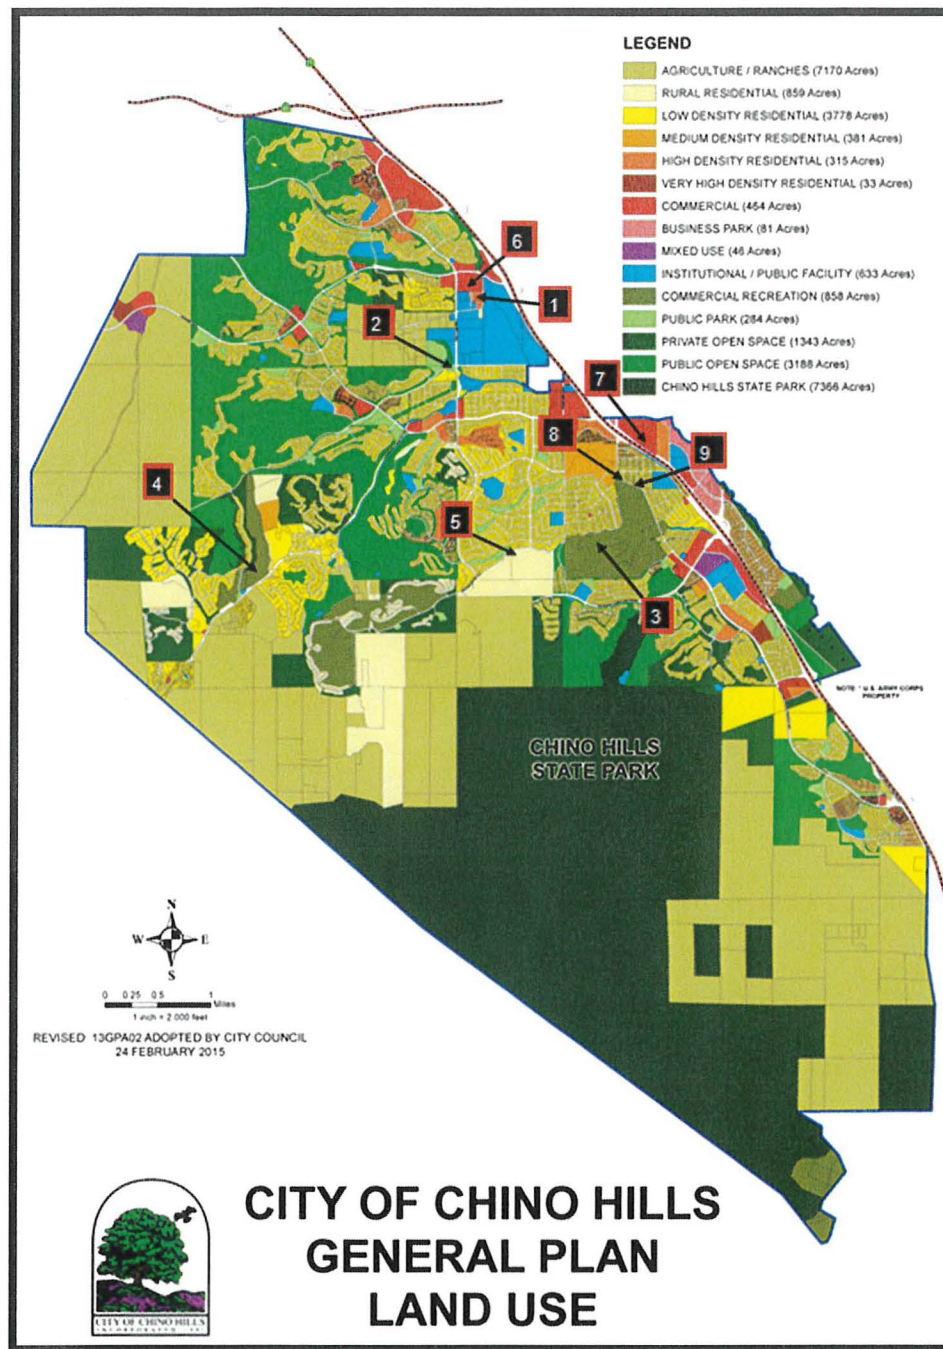 LEGEND
AGRICULTURE / RANCHES (7170 Acres)
RURAL RESIDENTIAL (859 Acres)
LOW DENSITY RESIDENTIAL (3778 Acres)
MEDIUM DENSITY RESIDENTIAL (381 Acres)
HIGH DENSITY RESIDENTIAL (315 Acres)
VERY HIGH DENSITY RESIDENTIAL (33 Acres)
COMMERCIAL (464 Acres)
BUSINESS PARK (81 Acres)
MIXED USE (46 Acres)
INSTITUTIONAL / PUBLIC FACILITY (633 Acres)
COMMERCIAL RECREATION (858 Acres)
PUBLIC PARK (284 Acres)
PRIVATE OPEN SPACE (1343 Acres)
PUBLIC OPEN SPACE (3188 Acres)
CHINO HILLS STATE PARK (7366 Acres)
6
1
2
7
8
9
4
5
3
NOTE * U.S. ARMY CORPS
PROPERTY
CHINO HILLS
STATE PARK
N
W E
S
0 0.25 0.5 1
Miles
1 inch = 2 000 feet
REVISED 13GPA02 ADOPTED BY CITY COUNCIL
24 FEBRUARY 2015
CITY OF CHINO HILLS
GENERAL PLAN
LAND USE
CITY OF CHINO HILLS